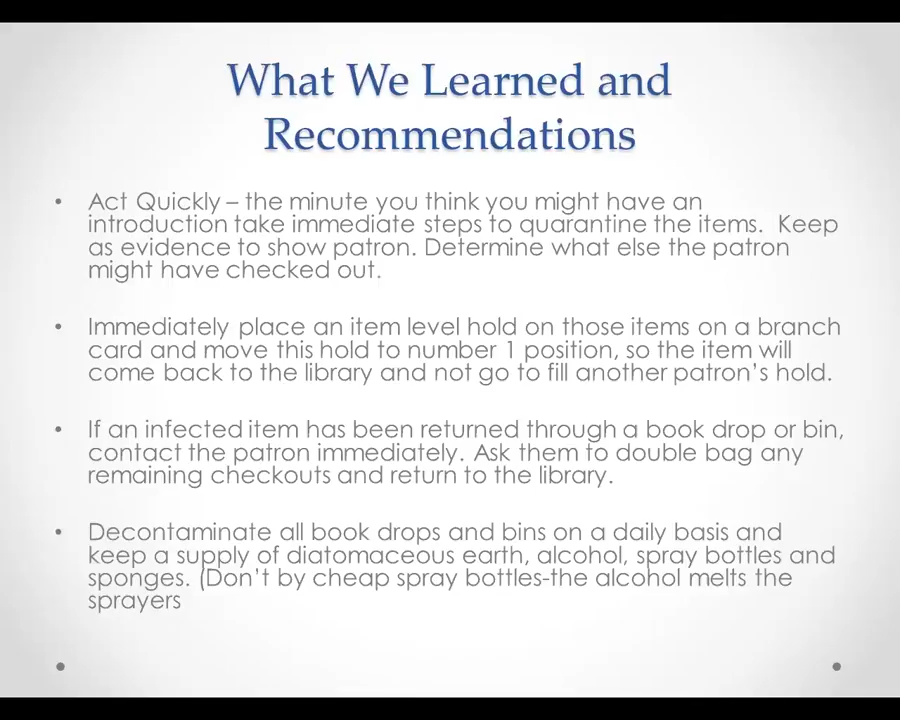 What We Learned and
Recommendations
• Act Quickly – the minute you think you might have an
introduction take immediate steps to quarantine the items.  Keep
as evidence to show patron. Determine what else the patron
might have checked out.
• Immediately place an item level hold on those items on a branch
card and move this hold to number 1 position, so the item will
come back to the library and not go to fill another patron's hold.
• If an infected item has been returned through a book drop or bin,
contact the patron immediately. Ask them to double bag any
remaining checkouts and return to the library.
• Decontaminate all book drops and bins on a daily basis and
keep a supply of diatomaceous earth, alcohol, spray bottles and
sponges. (Don't by cheap spray bottles-the alcohol melts the
sprayers